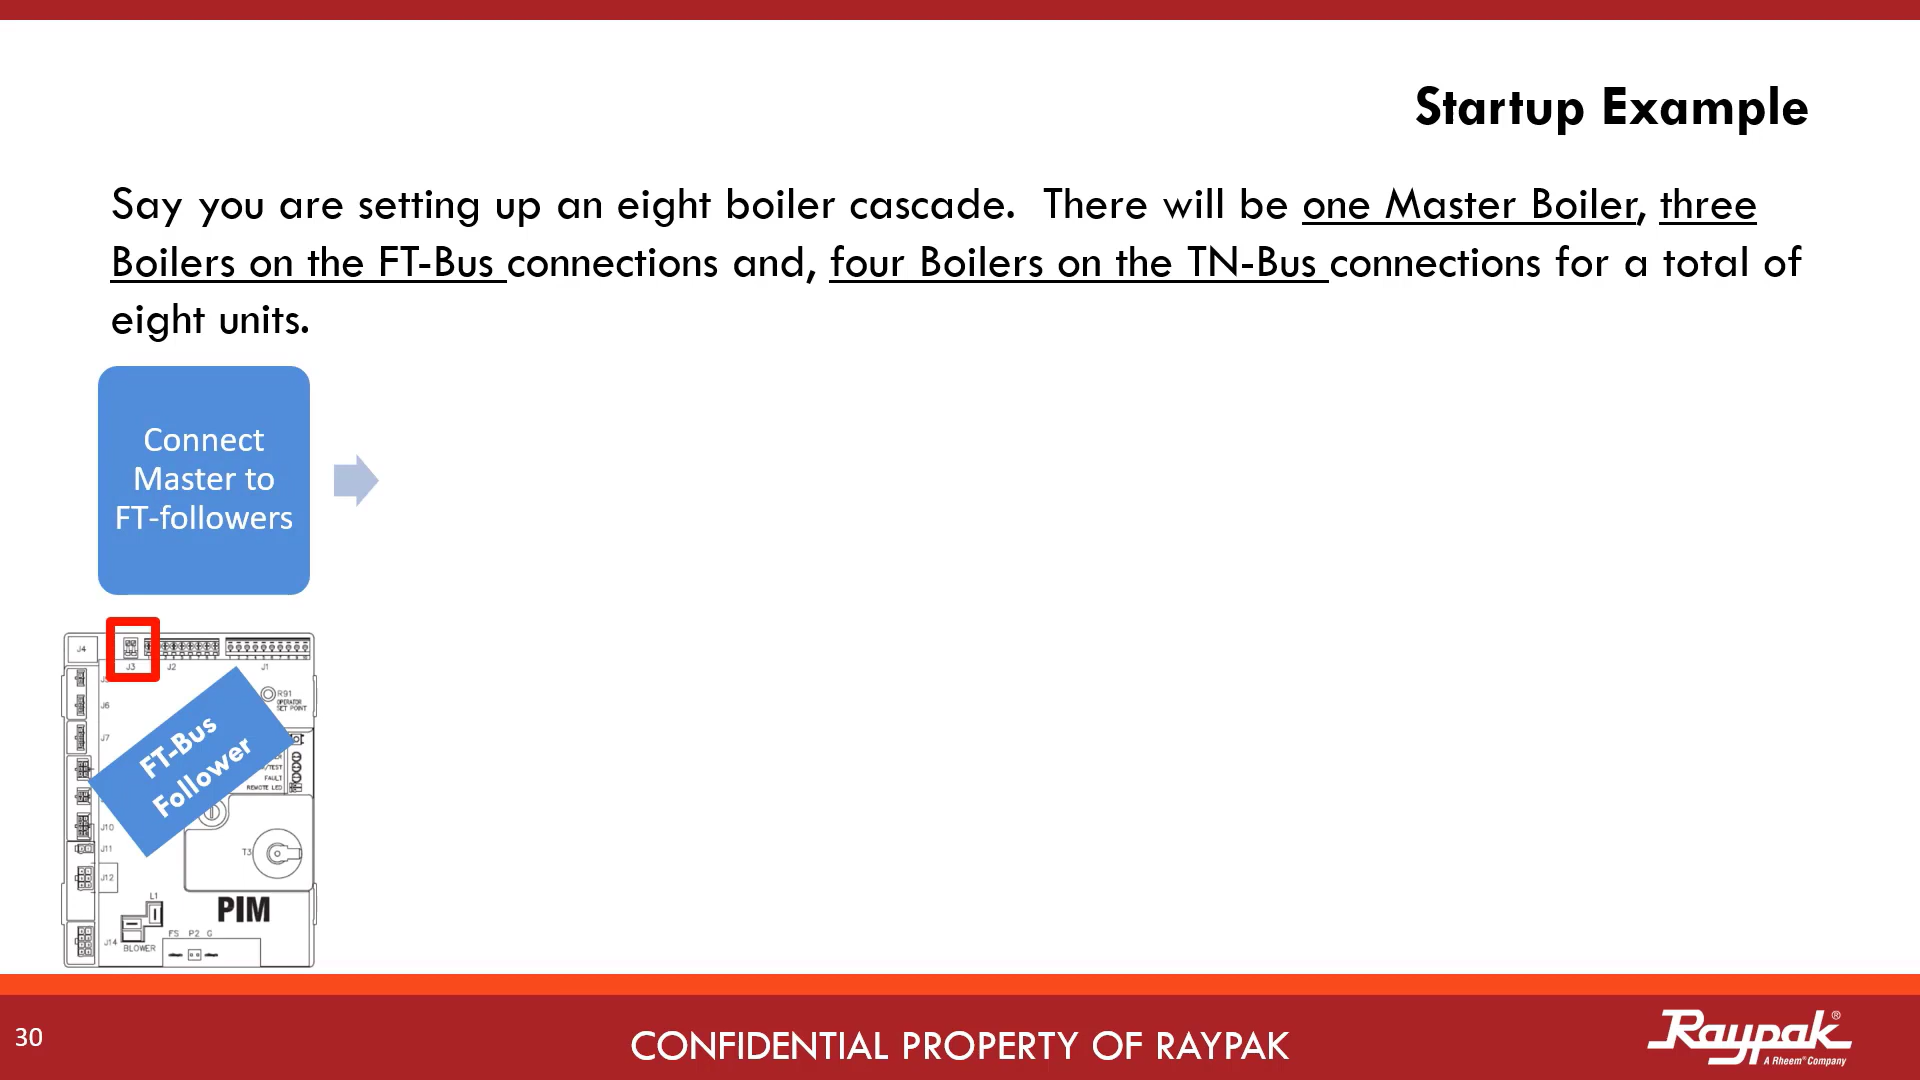 Startup Example
Say you are setting up an eight boiler cascade.  There will be one Master Boiler, three
Boilers on the FT-Bus connections and, four Boilers on the TN-Bus connections for a total of
eight units.
Connect
Master to
FT-followers
J4
J3
J2
J1
J6
J7
J10
J11
J12
J14
R91
OPERATOR
SET POINT
/TEST
FAULT
REMOTE LED
FT-Bus
Follower
T3
L1
PIM
FS P2 G
BLOWER
30
CONFIDENTIAL PROPERTY OF RAYPAK
Raypak®
A Rheem® Company